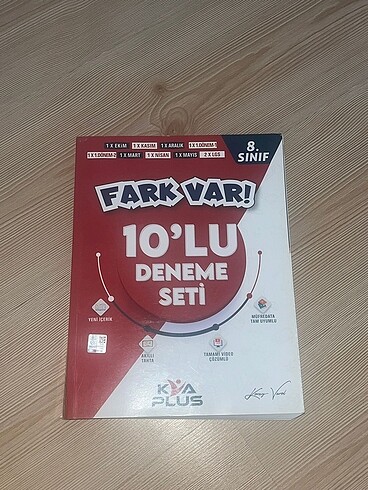 8. SINIF
1 X EKİM 1 X KASIM 1 X ARALIK 1 X 1.DÖNEM-1
1 X 1.DÖNEM-2 1 X MART 1 X NİSAN 1 X MAYIS 2 X LGS
FARK VAR!
10'LU
DENEME
SETİ
YENİ İÇERİK
AKILLI
TAHTA
TAMAMI VİDEO
ÇÖZÜMLÜ
MÜFREDATA
TAM UYUMLU
KVA
PLUS